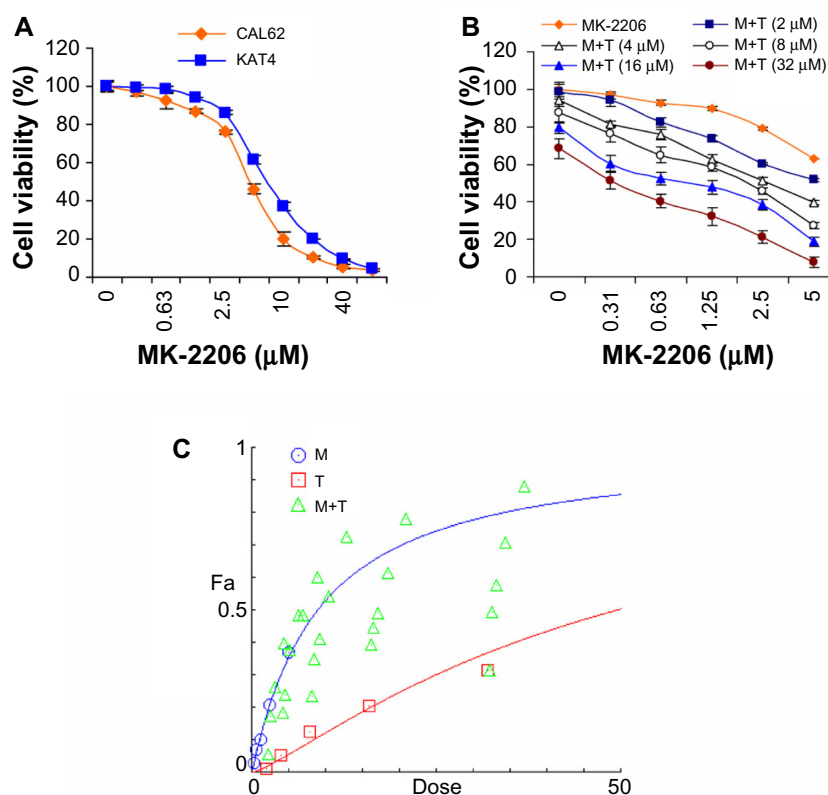 A
CAL62
KAT4
Cell viability (%)
120
100
80
60
40
20
0
0
0.63
2.5
10
40
MK-2206 (µM)
B
MK-2206
M+T (2 µM)
M+T (4 µM)
M+T (8 µM)
M+T (16 µM)
M+T (32 µM)
Cell viability (%)
120
100
80
60
40
20
0
0
0.31
0.63
1.25
2.5
5
MK-2206 (µM)
C
M
T
M+T
1
Fa
0.5
0
0
Dose
50